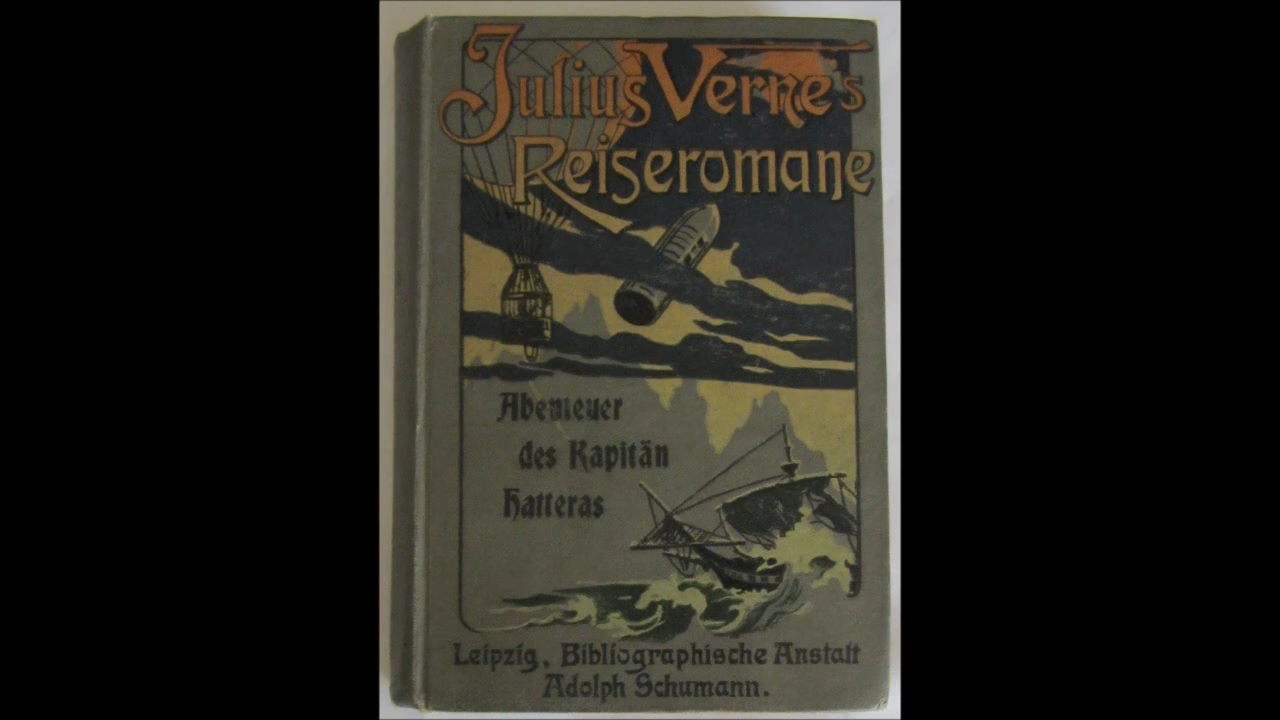 Julius Verne's
Reiseromane
Abenteuer
des Kapitän
Hatteras
Leipzig, Bibliographische Anstalt
Adolph Schumann.